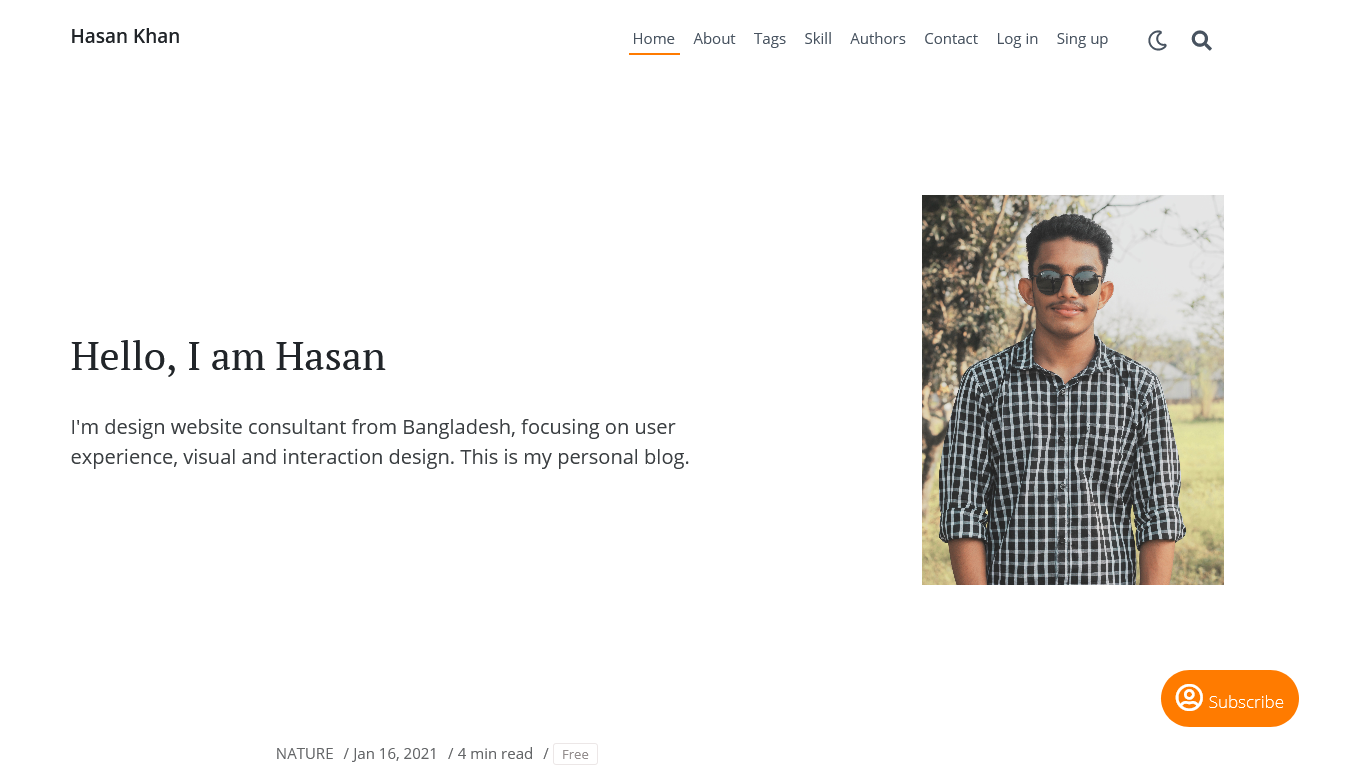 Hasan Khan
Home About Tags Skill Authors Contact Log in Sing up
Hello, I am Hasan
I'm design website consultant from Bangladesh, focusing on user
experience, visual and interaction design. This is my personal blog.
Subscribe
NATURE / Jan 16, 2021 / 4 min read / Free